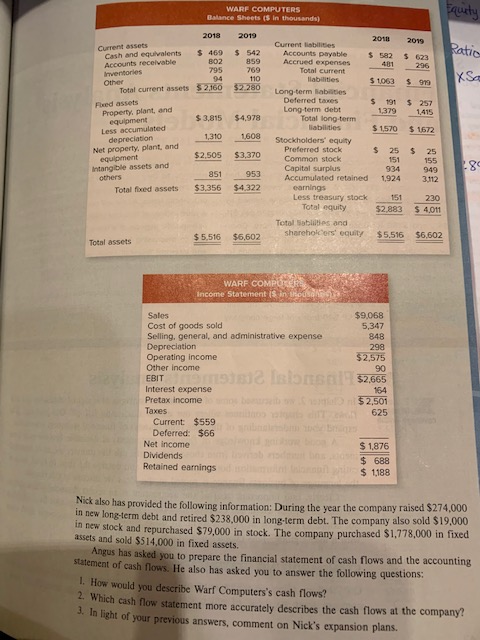 WARF COMPUTERS
Balance Sheets ($ in thousands)
2018 2019 2018 2019
Current assets Current liabilities
Cash and equivalents $ 469 $ 542 Accounts payable $ 582 $ 623
Accounts receivable 802 859 Accrued expenses 481 296
Inventories 795 769 Total current
Other 94 110 liabilities $ 1,063 $ 919
Total current assets $ 2,160 $2,280 Long-term liabilities
Fixed assets Deferred taxes $ 191 $ 257
Property, plant, and Long-term debt 1,379 1,415
equipment $ 3,815 $4,978 Total long-term
Less accumulated liabilities $ 1,570 $ 1,672
depreciation 1,310 1,608 Stockholders' equity
Net property, plant, and Preferred stock $ 25 $ 25
equipment $2,505 $3,370 Common stock 151 155
Intangible assets and Capital surplus 934 949
others 851 953 Accumulated retained 1,924 3,112
Total fixed assets $3,356 $4,322 earnings
Less treasury stock 151 230
Total equity $2,883 $ 4,011
Total liabilities and
Total assets $ 5,516 $6,602 shareholders' equity $5,516 $6,602
Equity
Ratio
WARF COMPUTERS
Income Statement ($ in thousands)
Sales $9,068
Cost of goods sold 5,347
Selling, general, and administrative expense 848
Depreciation 298
Operating income $2,575
Other income 90
EBIT $2,665
Interest expense 164
Pretax income $ 2,501
Taxes 625
Current: $559
Deferred: $66
Net income $ 1,876
Dividends $ 688
Retained earnings $ 1,188
Nick also has provided the following information: During the year the company raised $274,000
in new long-term debt and retired $238,000 in long-term debt. The company also sold $19,000
in new stock and repurchased $79,000 in stock. The company purchased $1,778,000 in fixed
assets and sold $514,000 in fixed assets.
Angus has asked you to prepare the financial statement of cash flows and the accounting
statement of cash flows. He also has asked you to answer the following questions:
1. How would you describe Warf Computers's cash flows?
2. Which cash flow statement more accurately describes the cash flows at the company?
3. In light of your previous answers, comment on Nick's expansion plans.